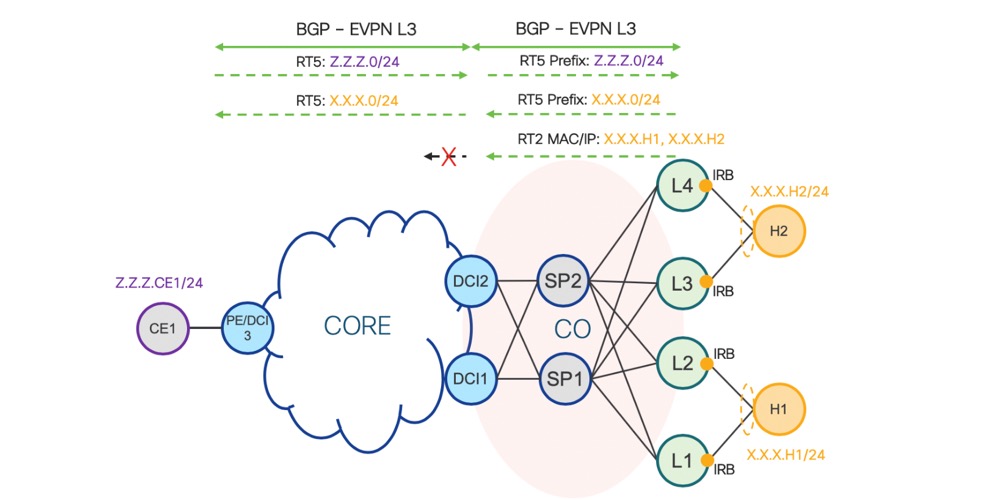 BGP – EVPN L3
BGP – EVPN L3
RT5: Z.Z.Z.0/24
RT5 Prefix: Z.Z.Z.0/24
RT5: X.X.X.0/24
RT5 Prefix: X.X.X.0/24
RT2 MAC/IP: X.X.X.H1, X.X.X.H2
X
L4
IRB
X.X.X.H2/24
H2
Z.Z.Z.CE1/24
DCI2
SP2
L3
IRB
CE1
PE/DCI
3
CORE
CO
IRB
L2
DCI1
SP1
H1
X.X.X.H1/24
L1
IRB